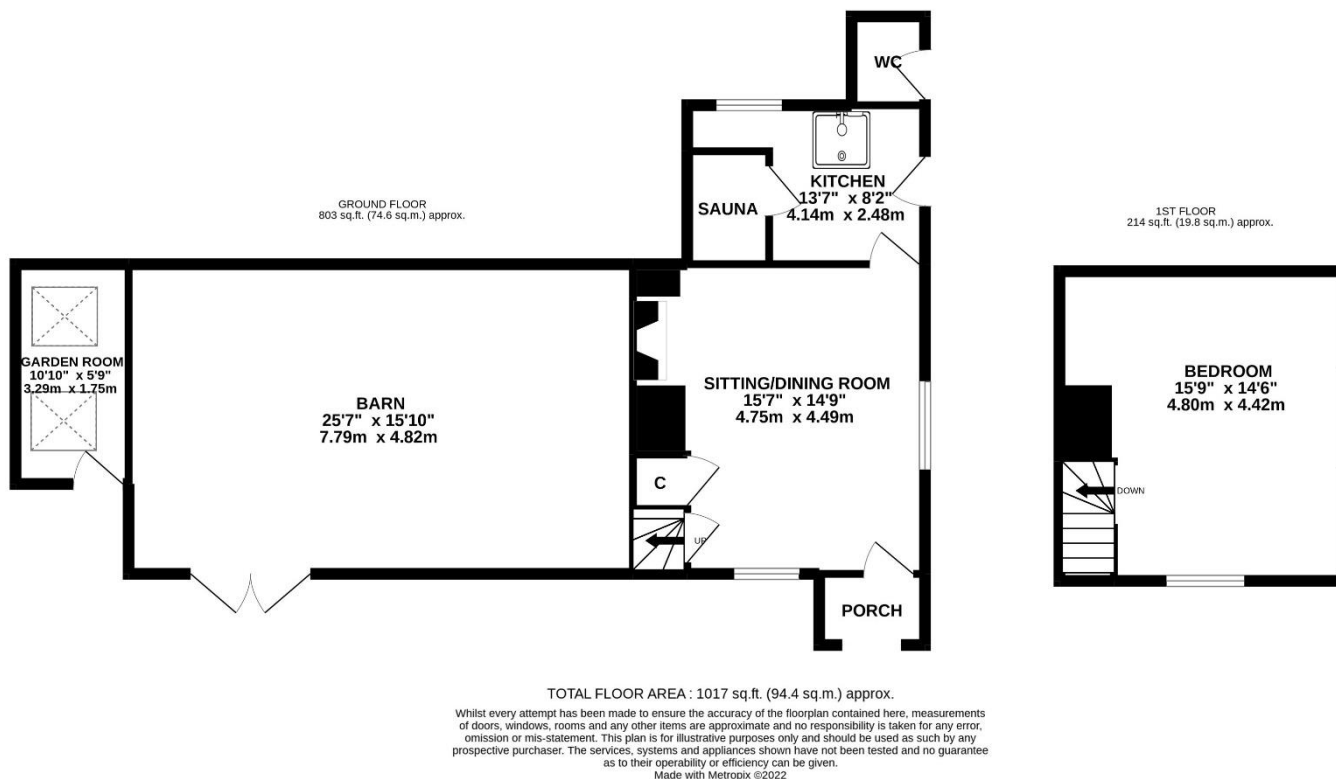 WC
KITCHEN
13'7" x 8'2"
4.14m x 2.48m
SAUNA
GROUND FLOOR
803 sq.ft. (74.6 sq.m.) approx.
1ST FLOOR
214 sq.ft. (19.8 sq.m.) approx.
GARDEN ROOM
10'10" x 5'9"
3.29m x 1.75m
BARN
25'7" x 15'10"
7.79m x 4.82m
SITTING/DINING ROOM
15'7" x 14'9"
4.75m x 4.49m
BEDROOM
15'9" x 14'6"
4.80m x 4.42m
C
UP
DOWN
PORCH
TOTAL FLOOR AREA : 1017 sq.ft. (94.4 sq.m.) approx.
Whilst every attempt has been made to ensure the accuracy of the floorplan contained here, measurements
of doors, windows, rooms and any other items are approximate and no responsibility is taken for any error,
omission or mis-statement. This plan is for illustrative purposes only and should be used as such by any
prospective purchaser. The services, systems and appliances shown have not been tested and no guarantee
as to their operability or efficiency can be given.
Made with Metropix ©2022